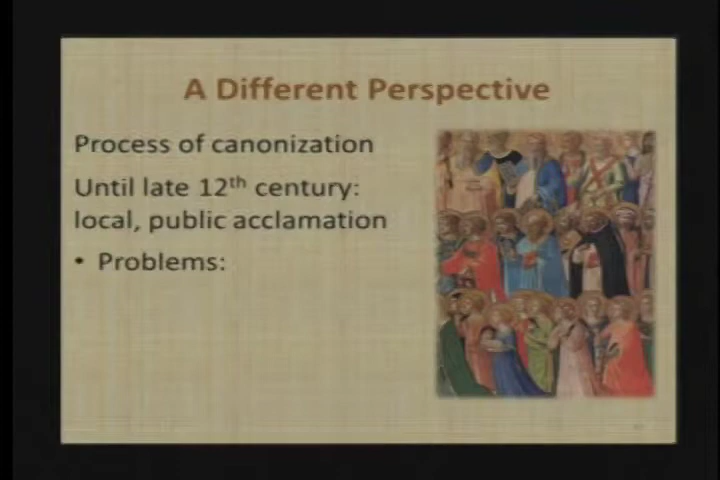 A Different Perspective
Process of canonization
Until late 12th century:
local, public acclamation
• Problems: